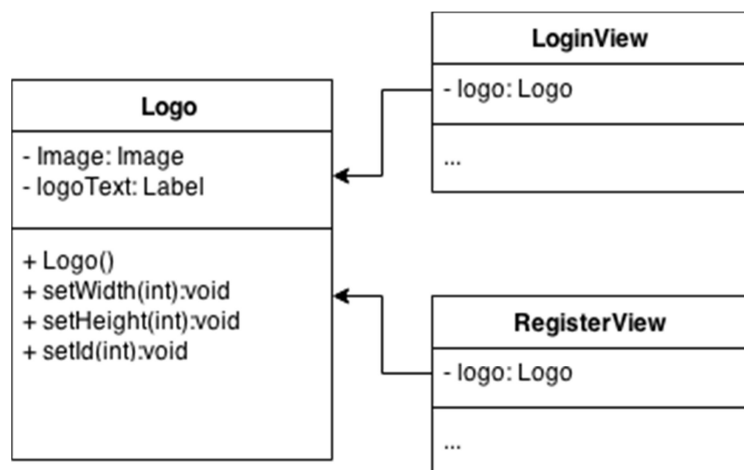 Logo
- Image: Image
- logoText: Label
+ Logo()
+ setWidth(int):void
+ setHeight(int):void
+ setId(int):void
LoginView
- logo: Logo
...
RegisterView
- logo: Logo
...